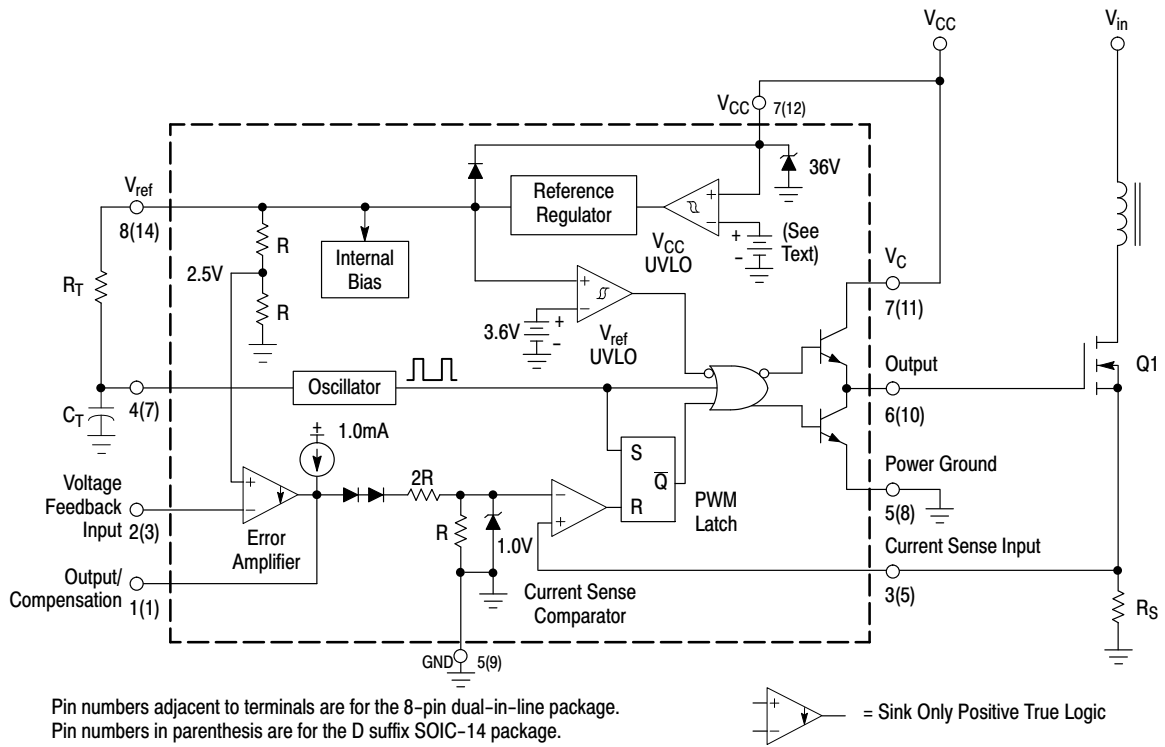 VCC
Vin
VCC 7(12)
36V
Vref
8(14)
Reference
Regulator
+
−
+
−
(See
Text)
VCC
UVLO
R
Internal
Bias
2.5V
RT
R
+
−
3.6V
+
−
Vref
UVLO
VC
7(11)
Output
6(10)
Q1
Oscillator
4(7)
CT
+
1.0mA
S
Q
R
PWM
Latch
Power Ground
5(8)
Voltage
Feedback
Input
2(3)
+
−
Error
Amplifier
2R
R
1.0V
−
+
Current Sense
Comparator
Current Sense Input
3(5)
RS
Output/
Compensation
1(1)
GND 5(9)
Pin numbers adjacent to terminals are for the 8−pin dual−in−line package.
Pin numbers in parenthesis are for the D suffix SOIC−14 package.
+
−
= Sink Only Positive True Logic